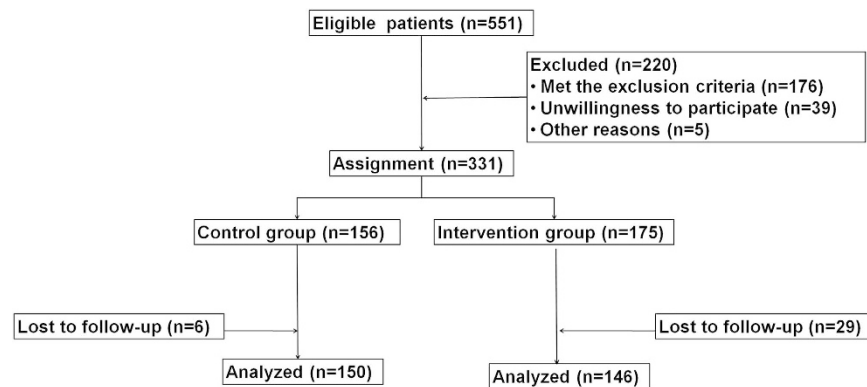 Eligible patients (n=551)
Excluded (n=220)
• Met the exclusion criteria (n=176)
• Unwillingness to participate (n=39)
• Other reasons (n=5)
Assignment (n=331)
Control group (n=156)
Intervention group (n=175)
Lost to follow-up (n=6)
Lost to follow-up (n=29)
Analyzed (n=150)
Analyzed (n=146)